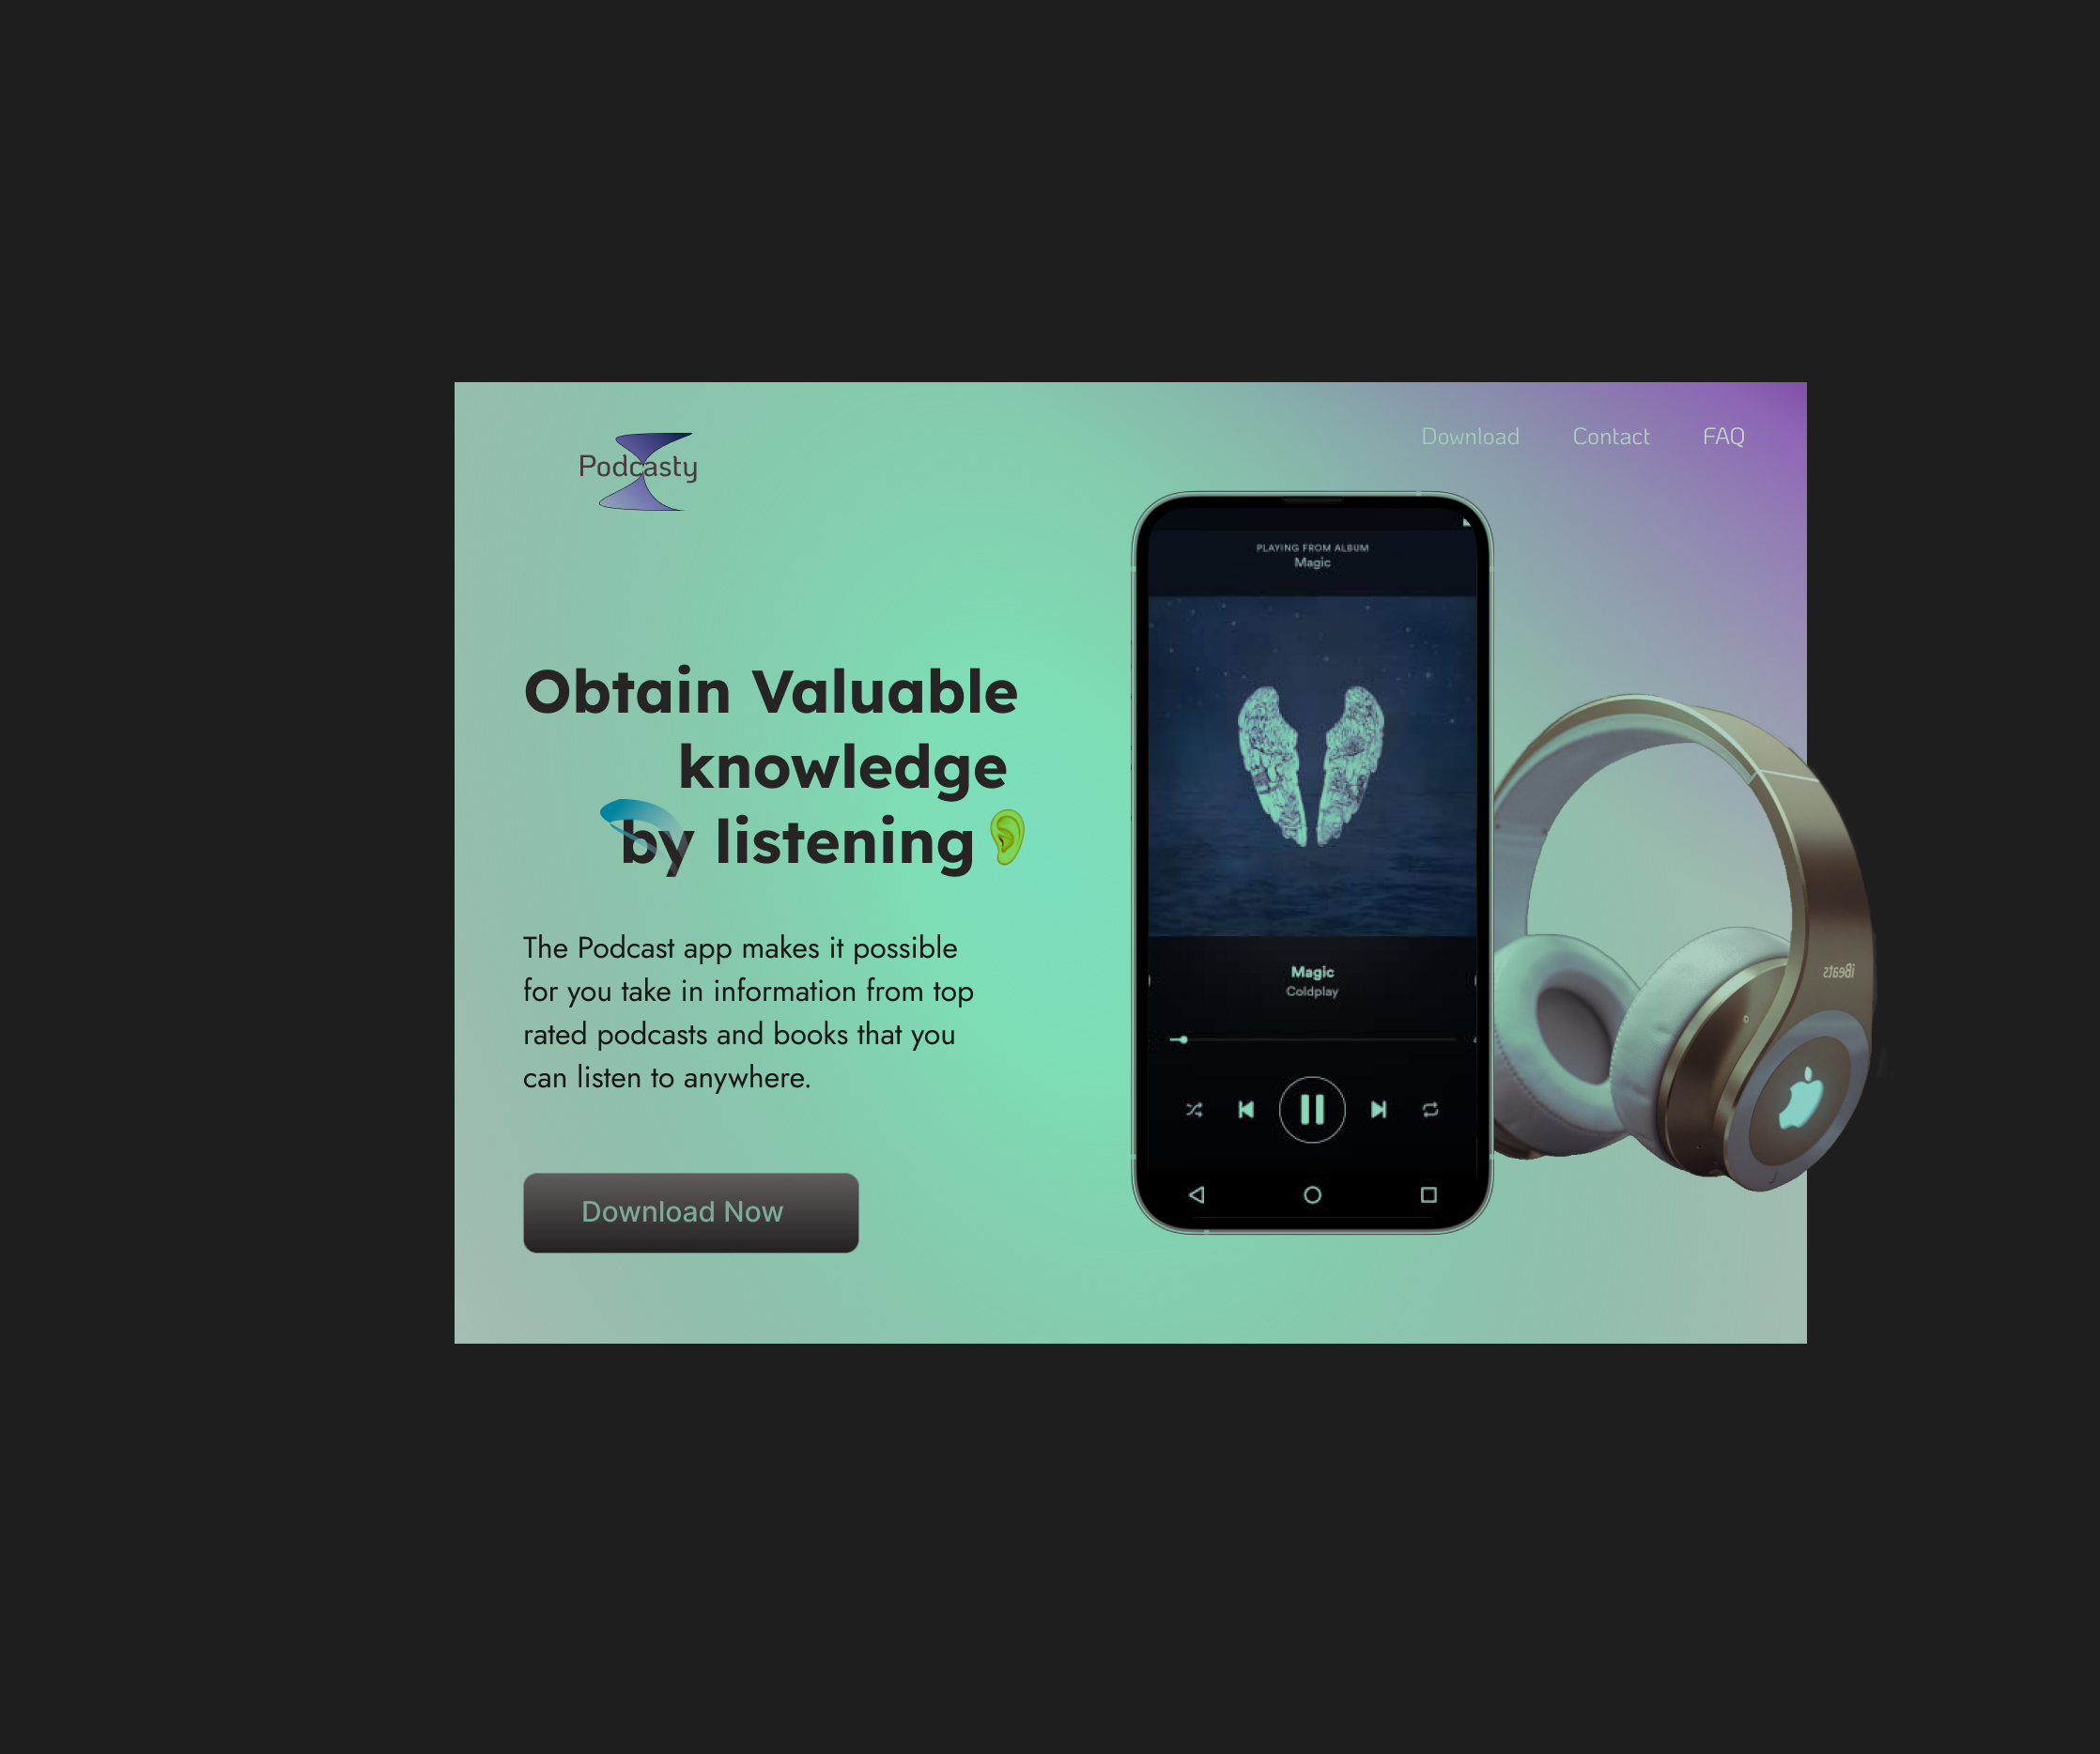 Podcasty
Download Contact FAQ
Obtain Valuable
knowledge
by listening👂
The Podcast app makes it possible
for you take in information from top
rated podcasts and books that you
can listen to anywhere.
Download Now
PLAYING FROM ALBUM
Magic
Magic
Coldplay
iBeats